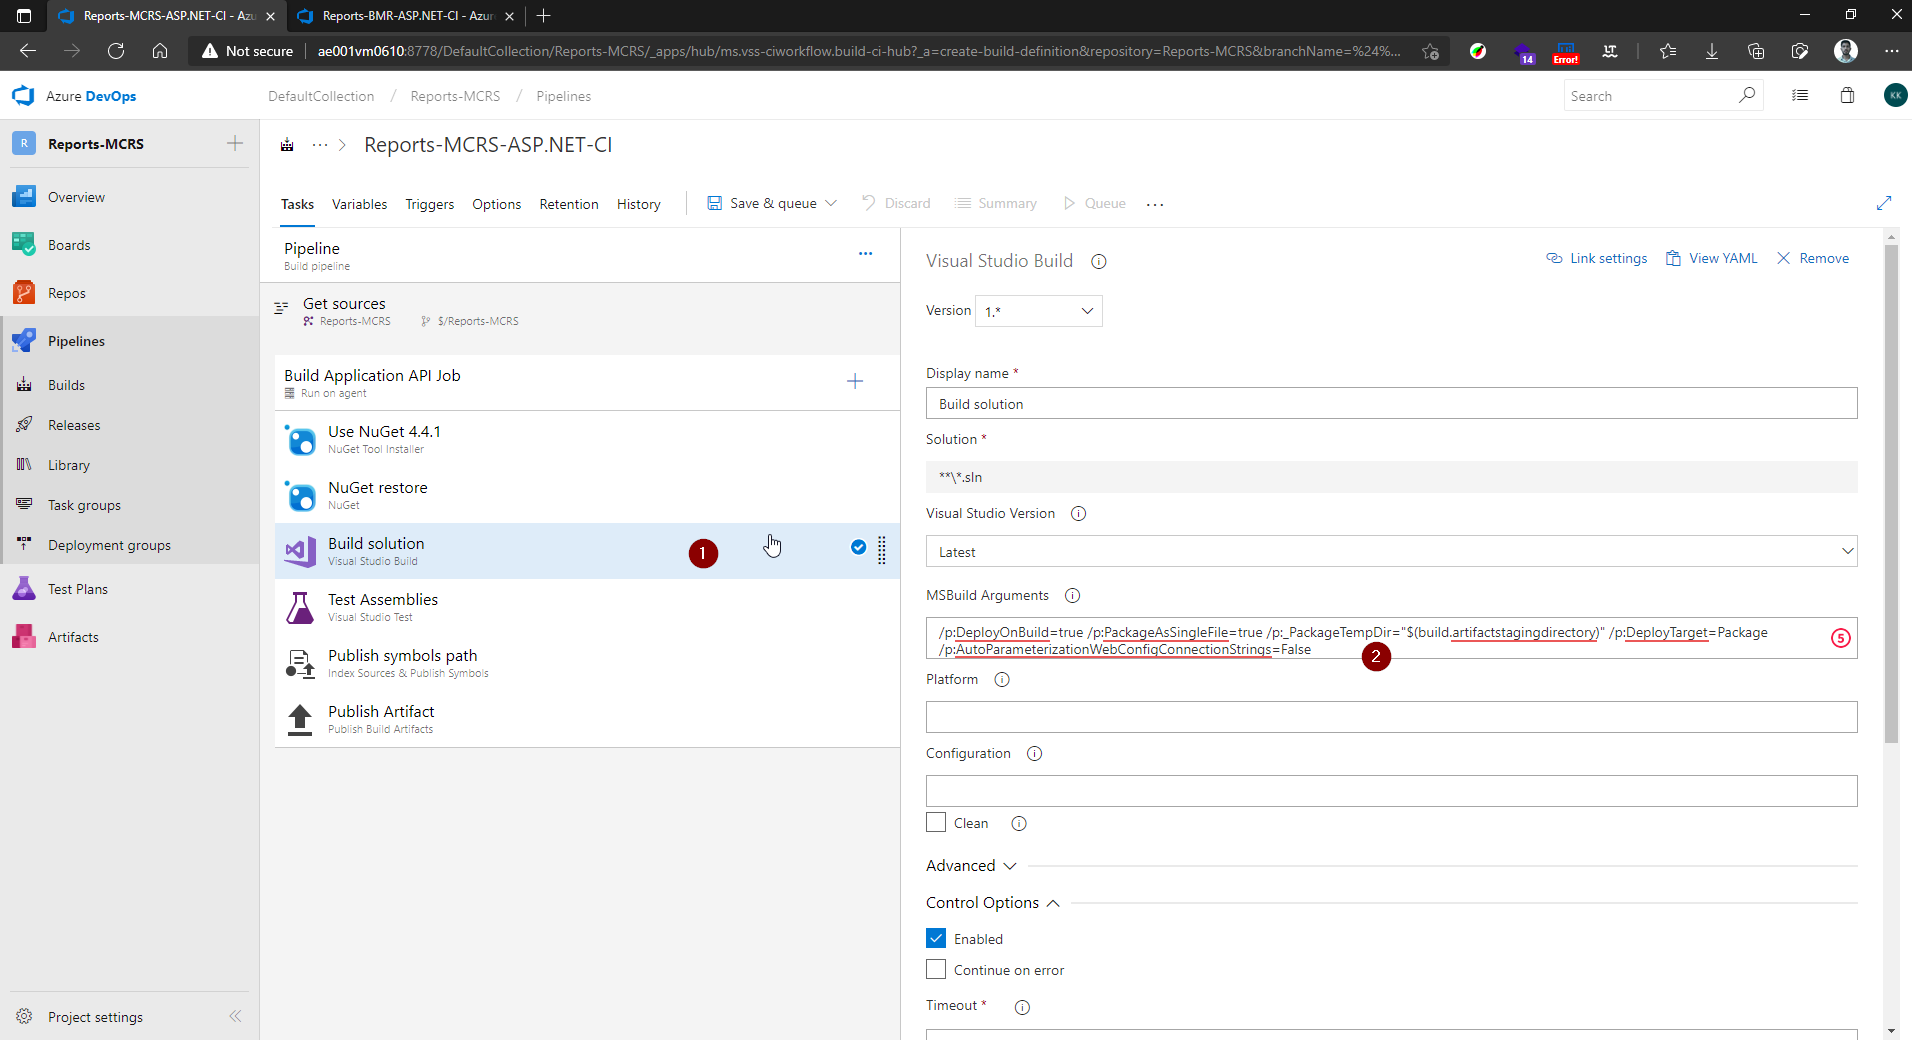 Reports-MCRS-ASP.NET-CI - Azu
Reports-BMR-ASP.NET-CI - Azur
Not secure
ae001vm0610:8778/DefaultCollection/Reports-MCRS/_apps/hub/ms.vss-ciworkflow.build-ci-hub?_a=create-build-definition&repository=Reports-MCRS&branchName=%24%...
14
Error!
Azure DevOps
DefaultCollection / Reports-MCRS / Pipelines
Search
KK
R
Reports-MCRS
Overview
Boards
Repos
Pipelines
Builds
Releases
Library
Task groups
Deployment groups
Test Plans
Artifacts
Project settings
... > Reports-MCRS-ASP.NET-CI
Tasks
Variables
Triggers
Options
Retention
History
Save & queue
Discard
Summary
Queue
...
Pipeline
Build pipeline
...
Get sources
Reports-MCRS
$/Reports-MCRS
Build Application API Job
Run on agent
Use NuGet 4.4.1
NuGet Tool Installer
NuGet restore
NuGet
Build solution
Visual Studio Build
1
Test Assemblies
Visual Studio Test
Publish symbols path
Index Sources & Publish Symbols
Publish Artifact
Publish Build Artifacts
Visual Studio Build
Link settings
View YAML
Remove
Version
1.*
Display name *
Build solution
Solution *
**\*.sln
Visual Studio Version
Latest
MSBuild Arguments
/p:DeployOnBuild=true /p:PackageAsSingleFile=true /p:_PackageTempDir="$(build.artifactstagingdirectory)" /p:DeployTarget=Package
/p:AutoParameterizationWebConfigConnectionStrings=False
5
2
Platform
Configuration
Clean
Advanced
Control Options
Enabled
Continue on error
Timeout *